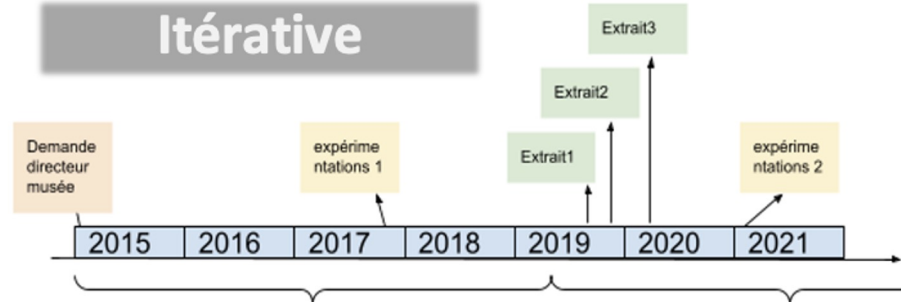 Itérative
Extrait3
Extrait2
Demande
directeur
musée
expérime
ntations 1
Extrait1
expérime
ntations 2
2015 2016 2017 2018 2019 2020 2021